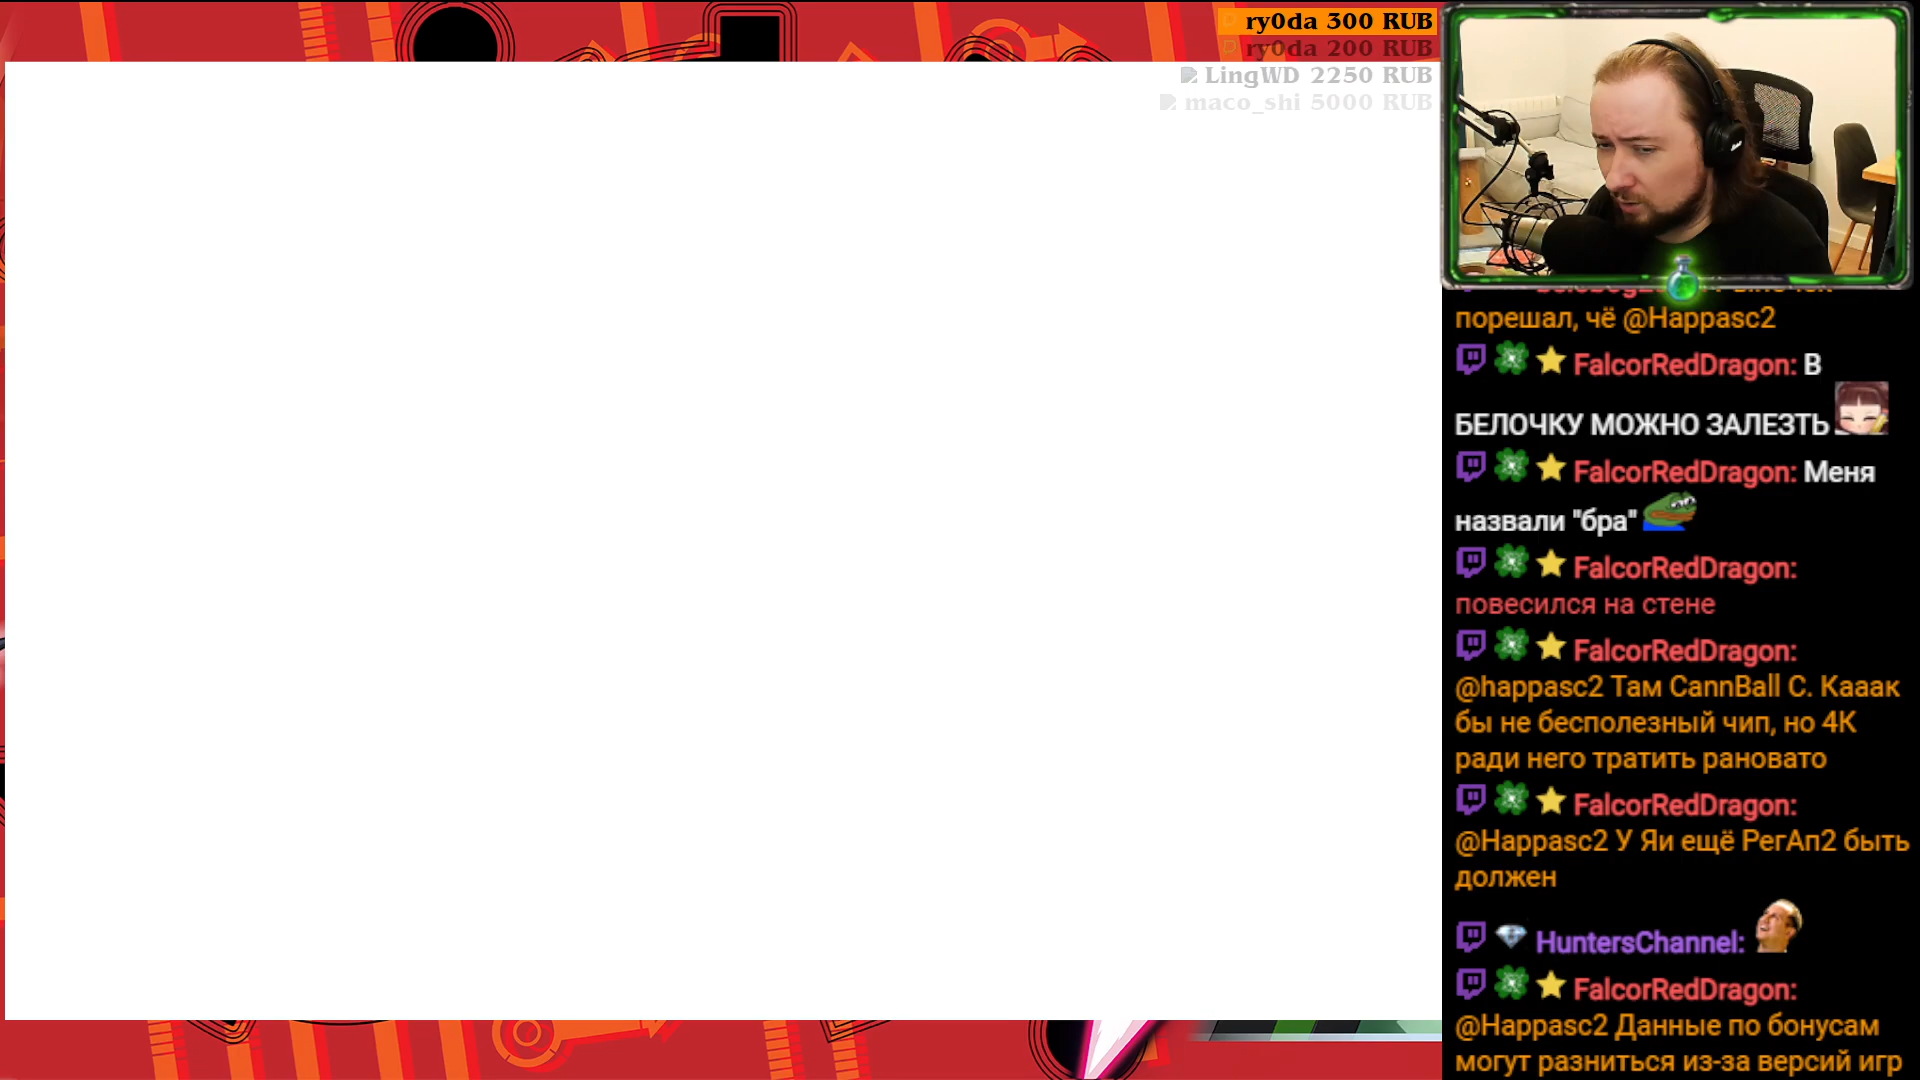 ry0da 300 RUB
ry0da 200 RUB
LingWD 2250 RUB
maco_shi 5000 RUB
порешал, чё @Happasc2
FalcorRedDragon: В
БЕЛОЧКУ МОЖНО ЗАЛЕЗТЬ
FalcorRedDragon: Меня
назвали "бра"
FalcorRedDragon:
повесился на стене
FalcorRedDragon:
@happasc2 Там CannBall C. Кааак
бы не бесполезный чип, но 4К
ради него тратить рановато
FalcorRedDragon:
@Happasc2 У Яи ещё РегАп2 быть
должен
HuntersChannel:
FalcorRedDragon:
@Happasc2 Данные по бонусам
могут разниться из-за версий игр